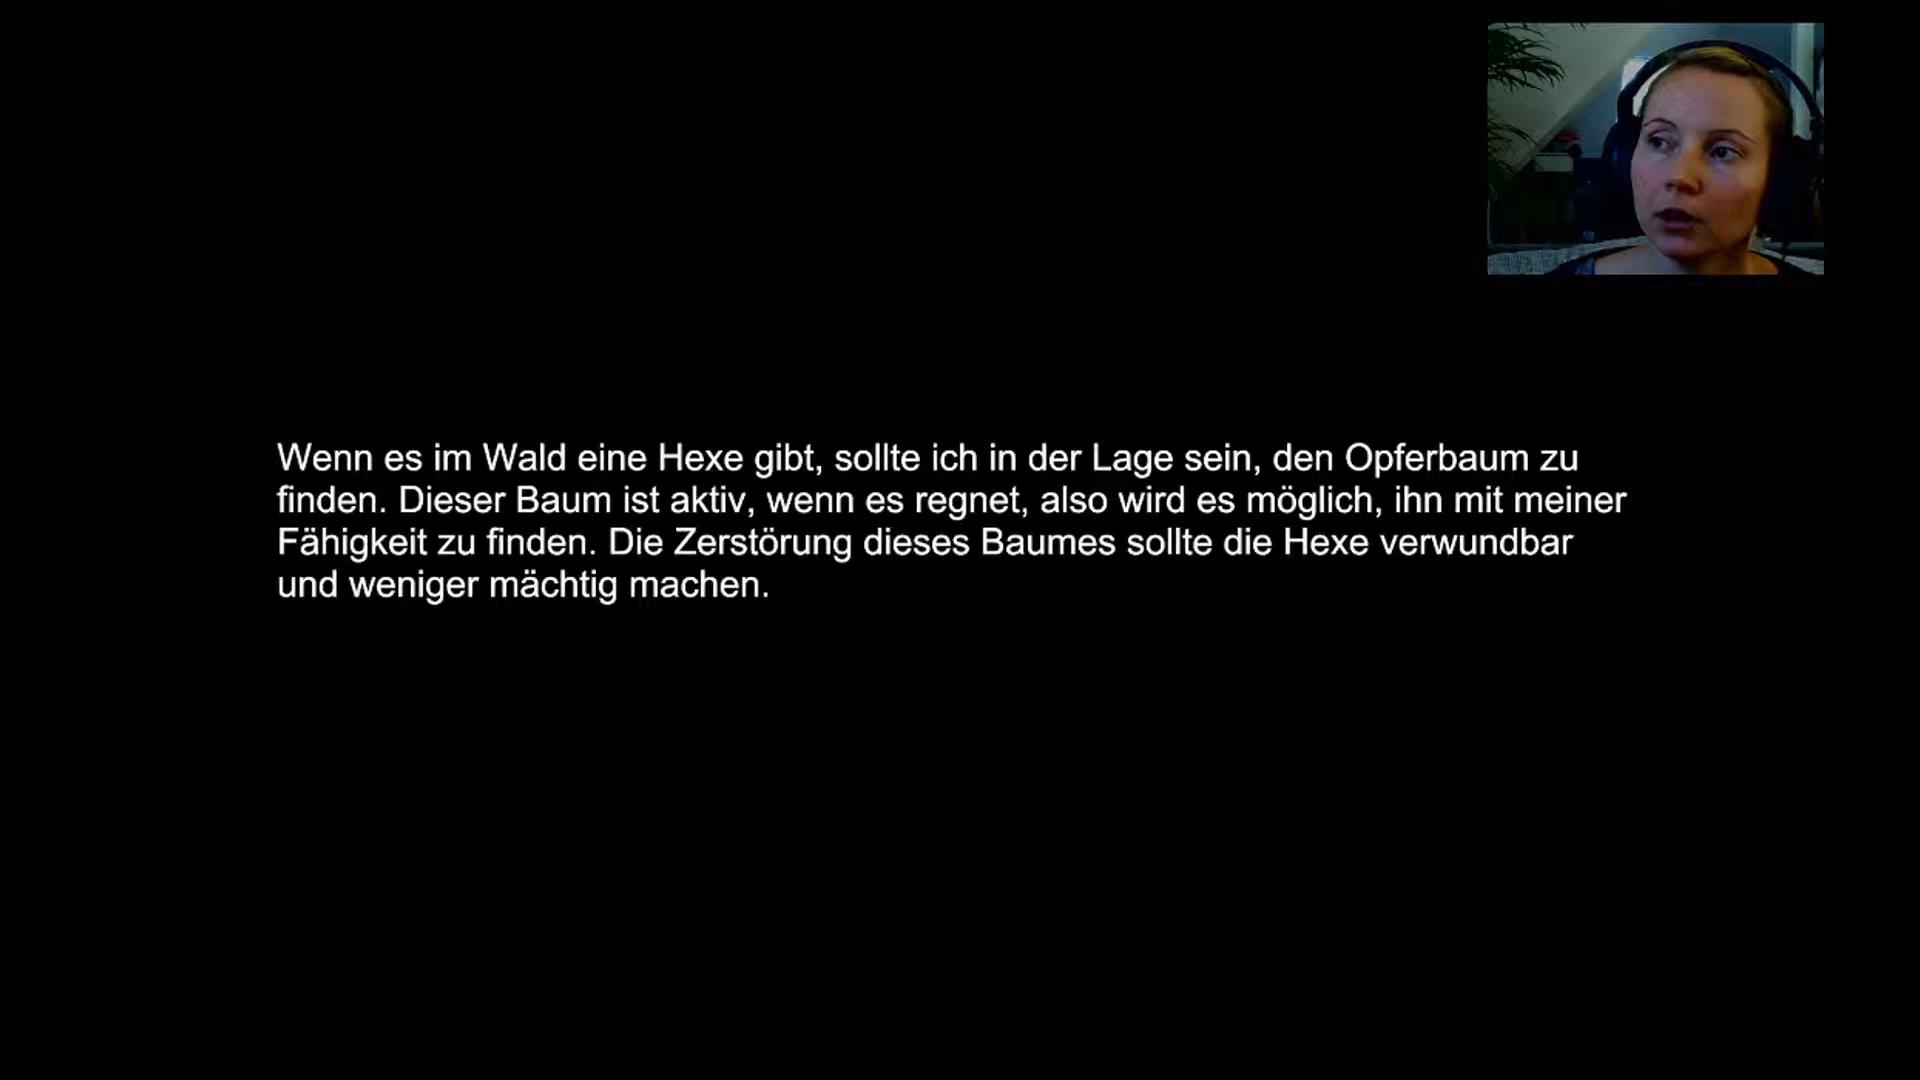 Wenn es im Wald eine Hexe gibt, sollte ich in der Lage sein, den Opferbaum zu
finden. Dieser Baum ist aktiv, wenn es regnet, also wird es möglich, ihn mit meiner
Fähigkeit zu finden. Die Zerstörung dieses Baumes sollte die Hexe verwundbar
und weniger mächtig machen.